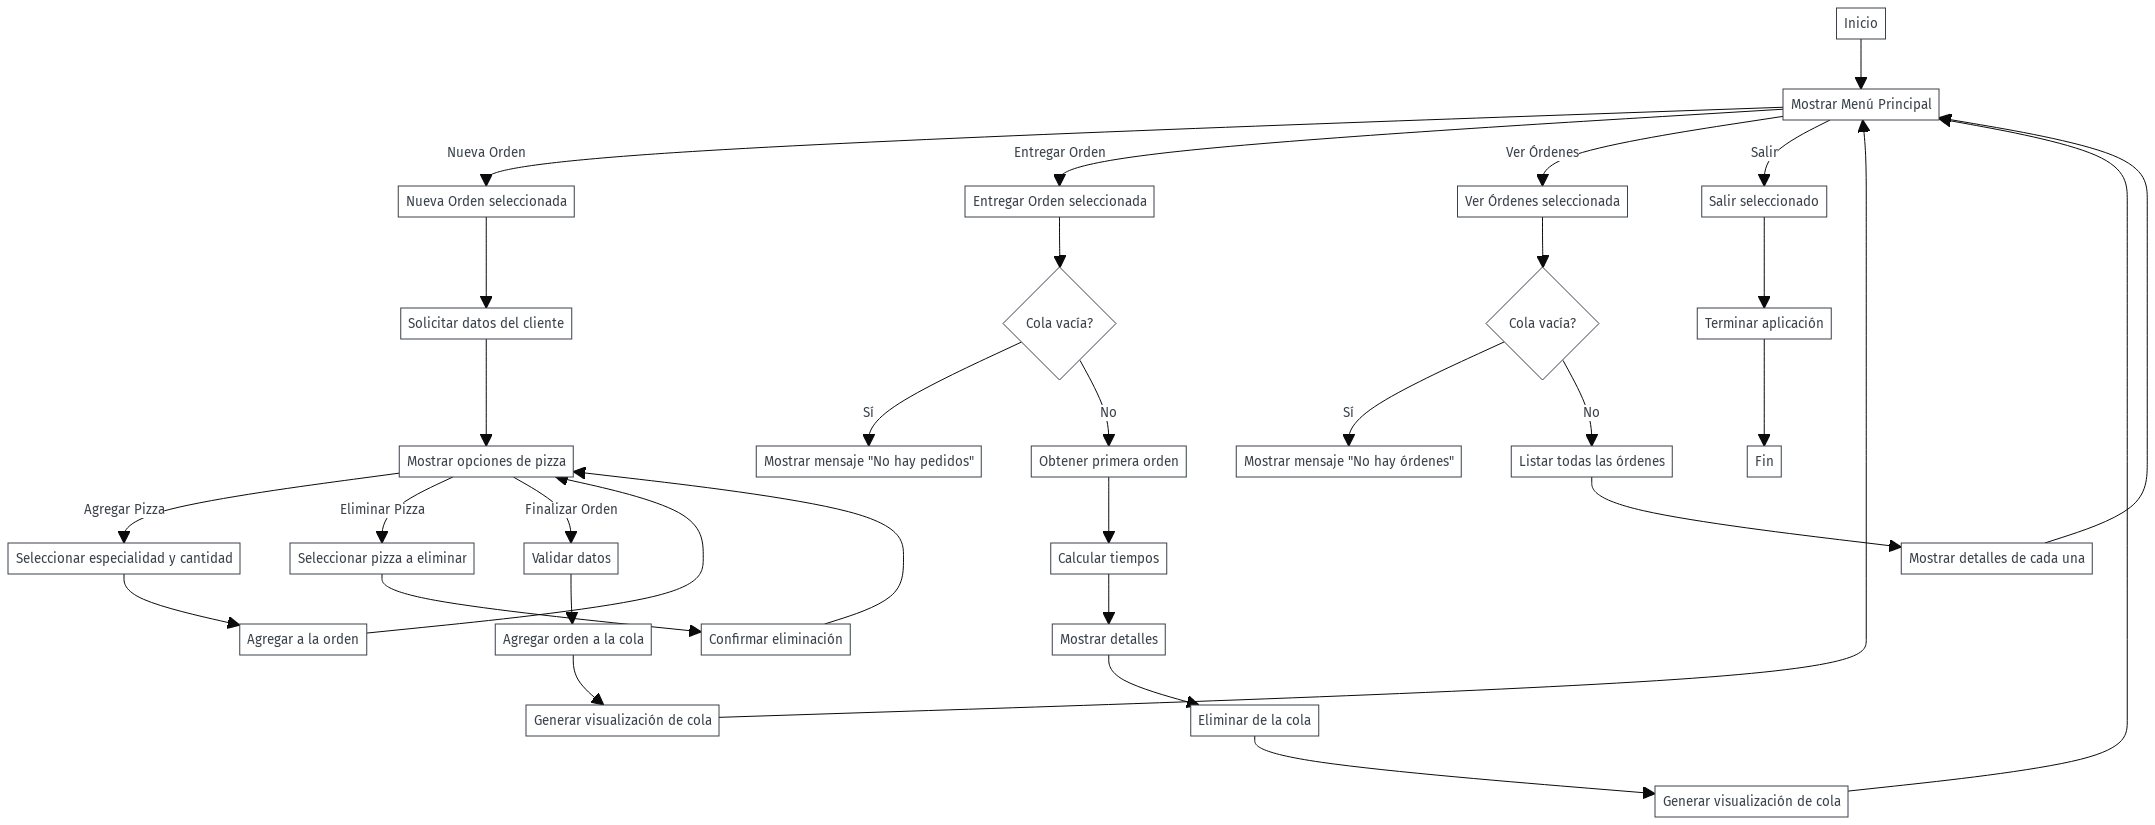 Inicio
Mostrar Menú Principal
Nueva Orden
Entregar Orden
Ver Órdenes
Salir
Nueva Orden seleccionada
Entregar Orden seleccionada
Ver Órdenes seleccionada
Salir seleccionado
Solicitar datos del cliente
Cola vacía?
Cola vacía?
Terminar aplicación
Sí
No
Sí
No
Mostrar opciones de pizza
Mostrar mensaje "No hay pedidos"
Obtener primera orden
Mostrar mensaje "No hay órdenes"
Listar todas las órdenes
Fin
Agregar Pizza
Eliminar Pizza
Finalizar Orden
Seleccionar especialidad y cantidad
Seleccionar pizza a eliminar
Validar datos
Calcular tiempos
Mostrar detalles de cada una
Agregar a la orden
Agregar orden a la cola
Confirmar eliminación
Mostrar detalles
Generar visualización de cola
Eliminar de la cola
Generar visualización de cola